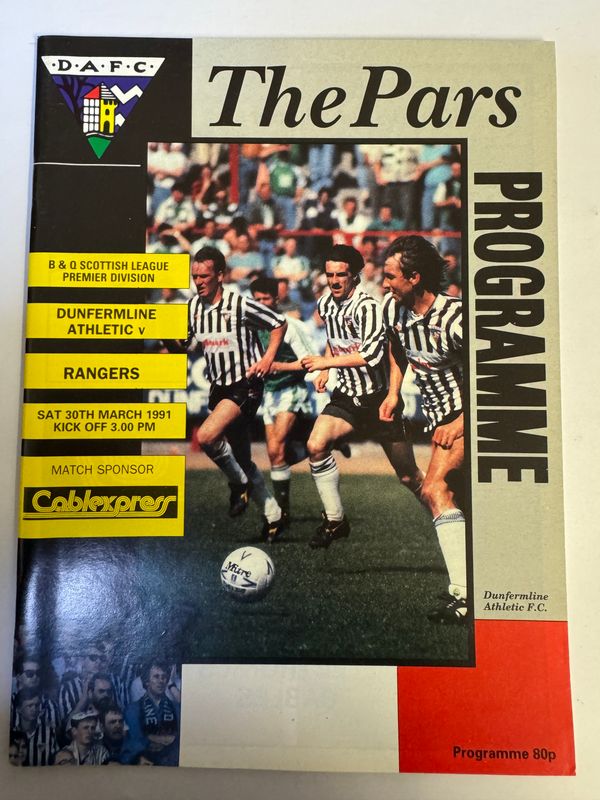 ·D·A·F·C·
The Pars
PROGRAMME
B & Q SCOTTISH LEAGUE
PREMIER DIVISION
DUNFERMLINE
ATHLETIC v
RANGERS
SAT 30TH MARCH 1991
KICK OFF 3.00 PM
MATCH SPONSOR
Cablexpress
Mitre
Dunfermline
Athletic F.C.
Programme 80p